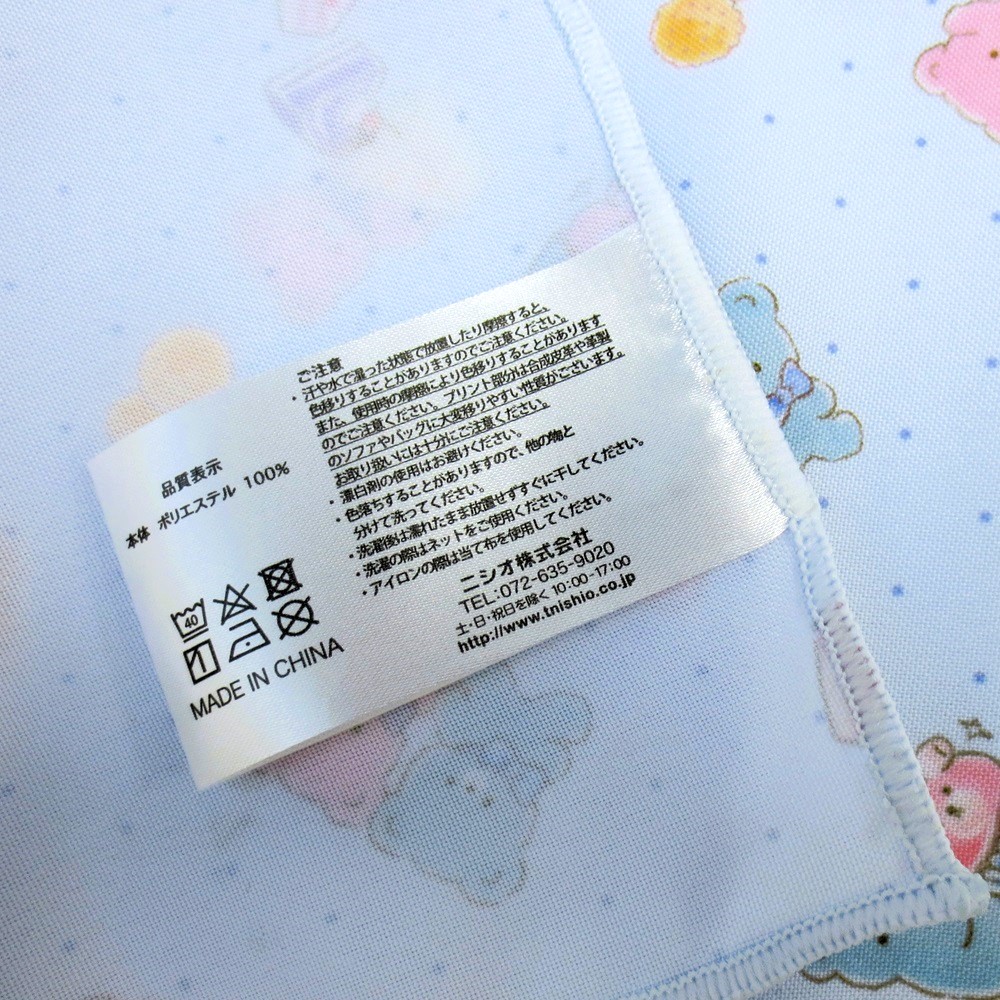 品質表示
本体 ポリエステル 100%
40
MADE IN CHINA
ご注意
・汗や水で湿った状態で放置したり摩擦すると、
色移りすることがありますのでご注意ください。
また、使用時の摩擦により色移りすることがあります
のでご注意ください。プリント部分は合成皮革や革製
のソファやバッグに大変移りやすい性質がございます。
お取り扱いには十分にご注意ください。
・漂白剤の使用はお避けください。
・色落ちすることがありますので、他の物と
分けて洗ってください。
・洗濯後は濡れたまま放置せずすぐに干してください。
・洗濯の際はネットをご使用ください。
・アイロンの際は当て布を使用してください。
ニシオ株式会社
TEL:072-635-9020
土・日・祝日を除く 10:00-17:00
http://www.tnishio.co.jp